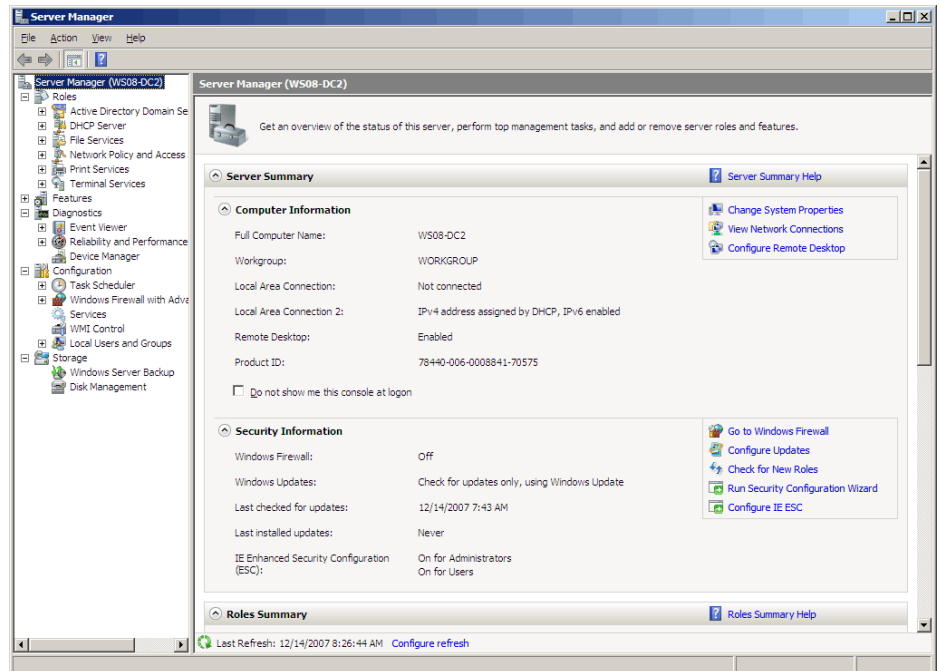 Server Manager
File Action View Help
Server Manager (WS08-DC2)
Roles
Active Directory Domain Se
DHCP Server
File Services
Network Policy and Access
Print Services
Terminal Services
Features
Diagnostics
Event Viewer
Reliability and Performance
Device Manager
Configuration
Task Scheduler
Windows Firewall with Adva
Services
WMI Control
Local Users and Groups
Storage
Windows Server Backup
Disk Management
Server Manager (WS08-DC2)
Get an overview of the status of this server, perform top management tasks, and add or remove server roles and features.
Server Summary
Server Summary Help
Computer Information
Full Computer Name: WS08-DC2
Workgroup: WORKGROUP
Local Area Connection: Not connected
Local Area Connection 2: IPv4 address assigned by DHCP, IPv6 enabled
Remote Desktop: Enabled
Product ID: 78440-006-0008841-70575
Do not show me this console at logon
Change System Properties
View Network Connections
Configure Remote Desktop
Security Information
Windows Firewall: Off
Windows Updates: Check for updates only, using Windows Update
Last checked for updates: 12/14/2007 7:43 AM
Last installed updates: Never
IE Enhanced Security Configuration On for Administrators
(ESC): On for Users
Go to Windows Firewall
Configure Updates
Check for New Roles
Run Security Configuration Wizard
Configure IE ESC
Roles Summary
Roles Summary Help
Last Refresh: 12/14/2007 8:26:44 AM Configure refresh